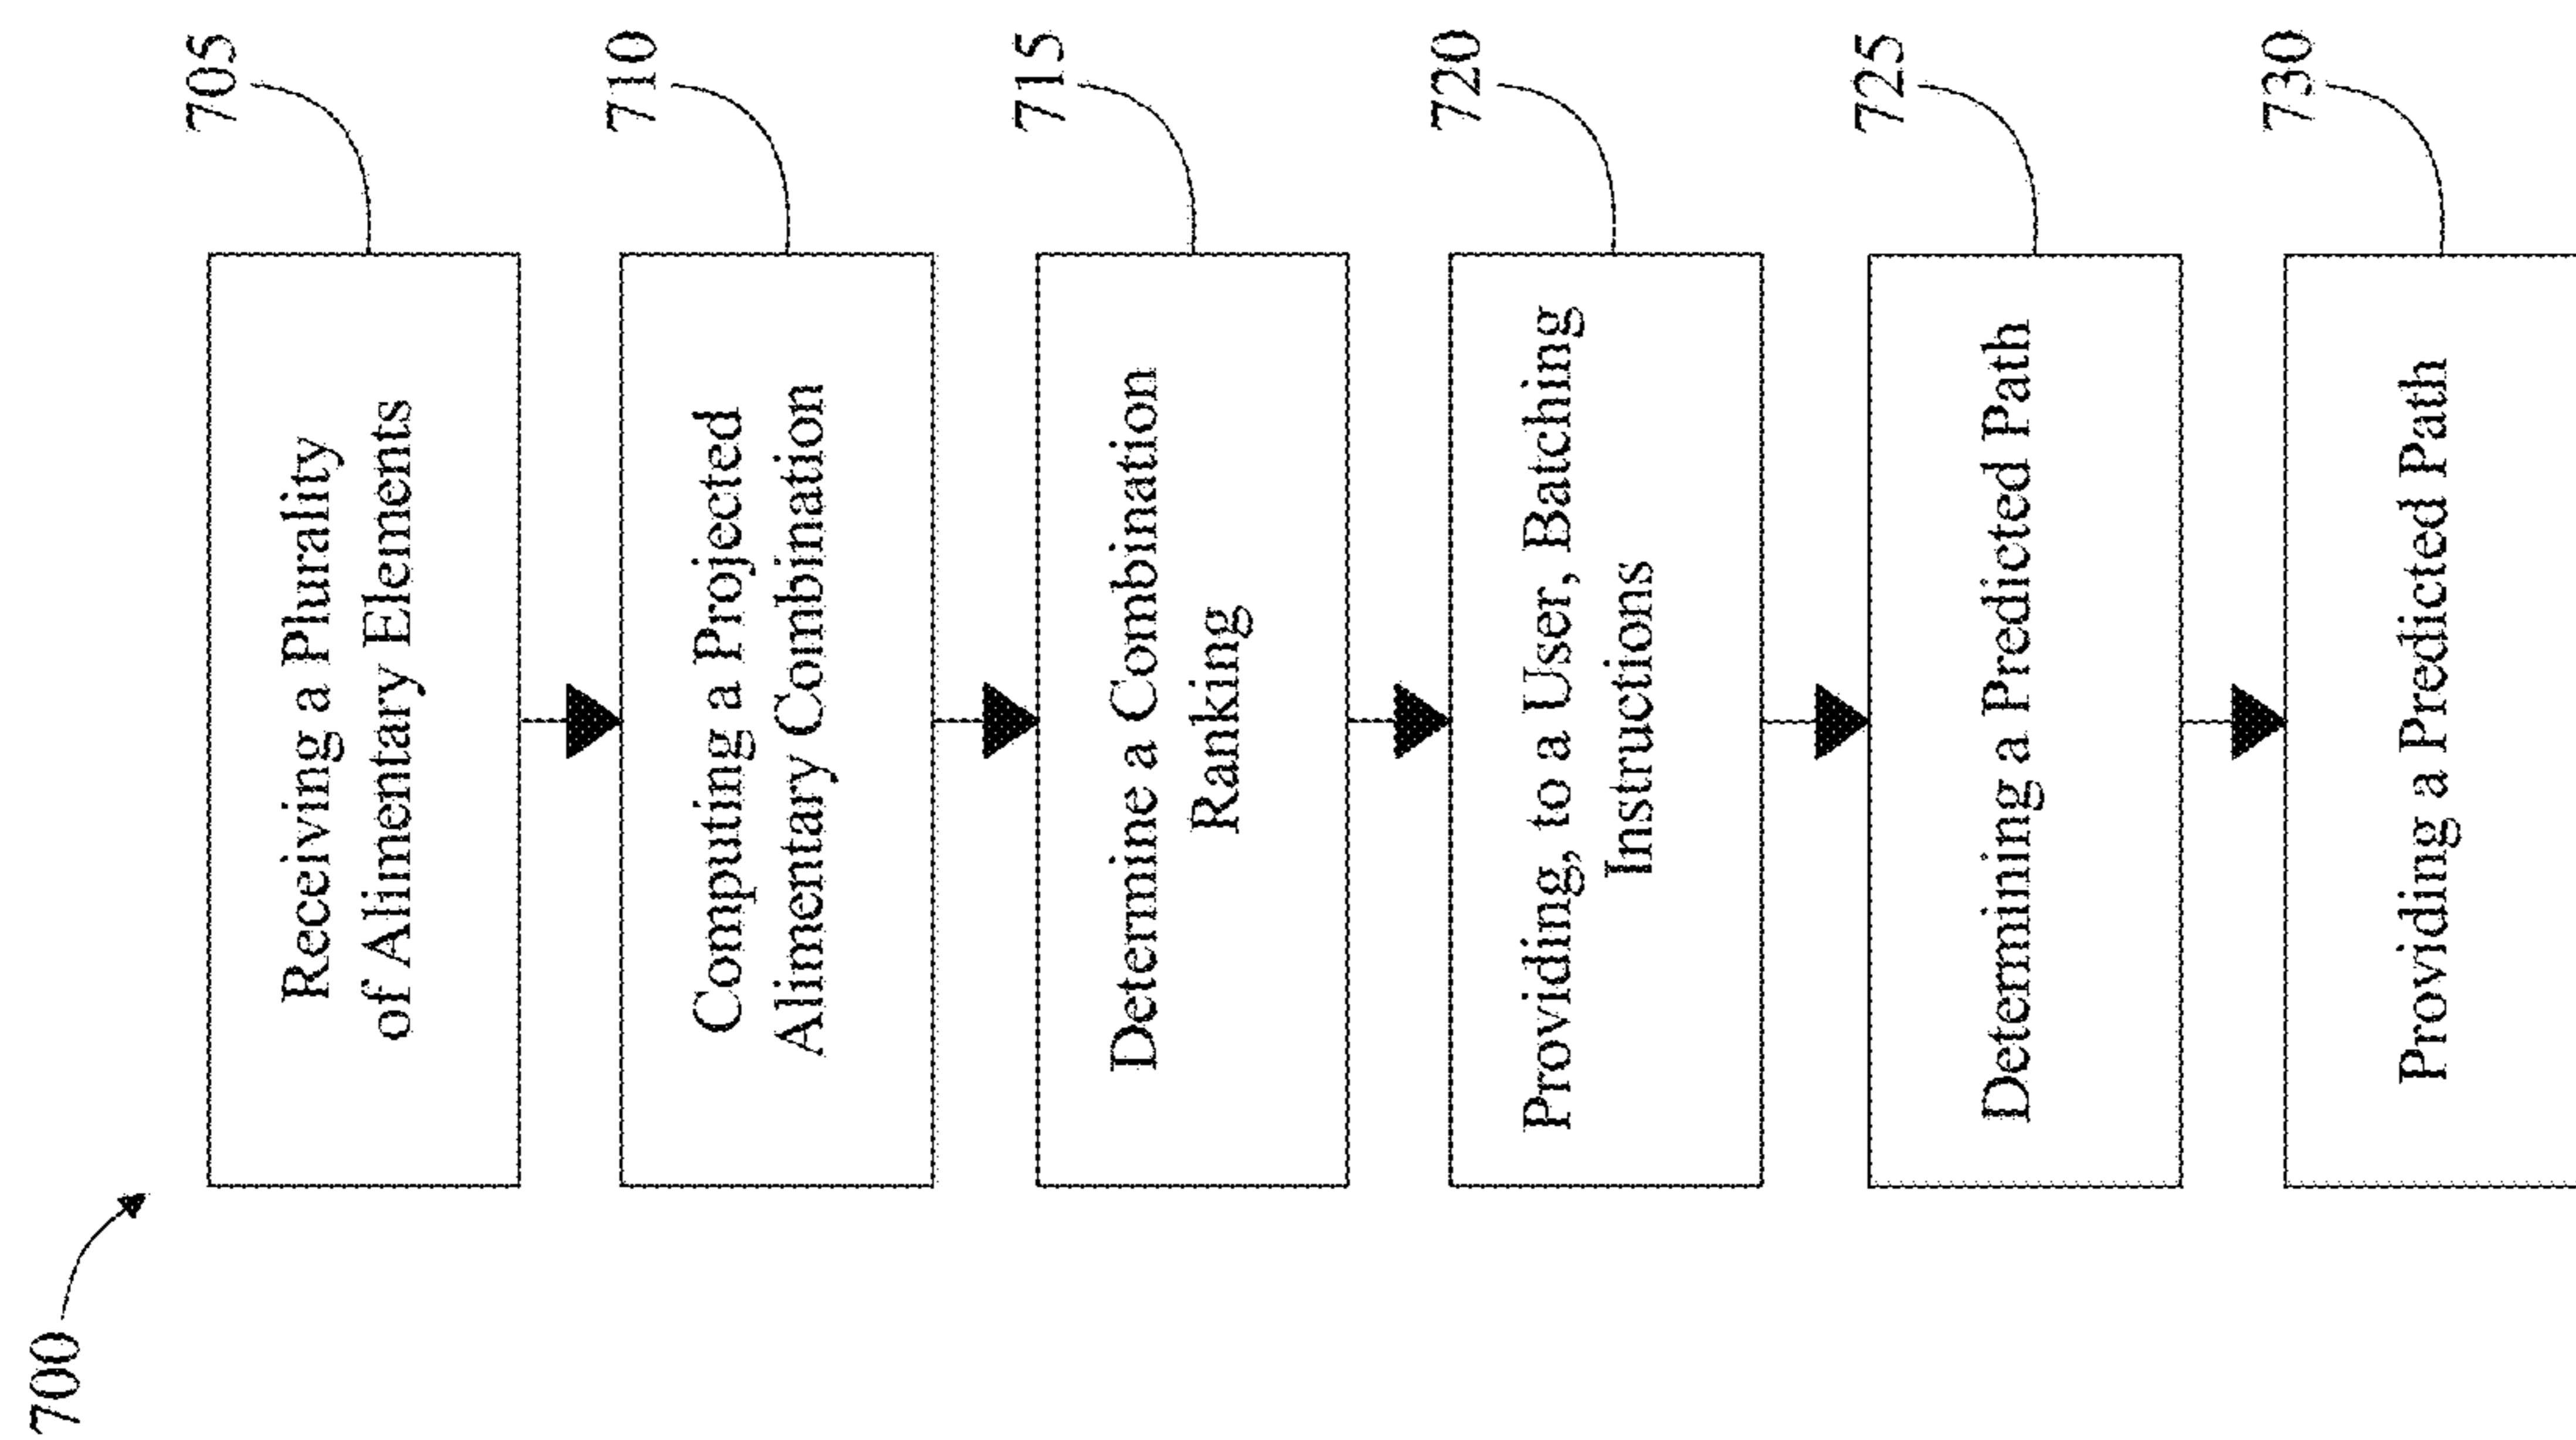 700
705
Receiving a Plurality
of Alimentary Elements
710
Computing a Projected
Alimentary Combination
715
Determine a Combination
Ranking
720
Providing, to a User, Batching
Instructions
725
Determining a Predicted Path
730
Providing a Predicted Path